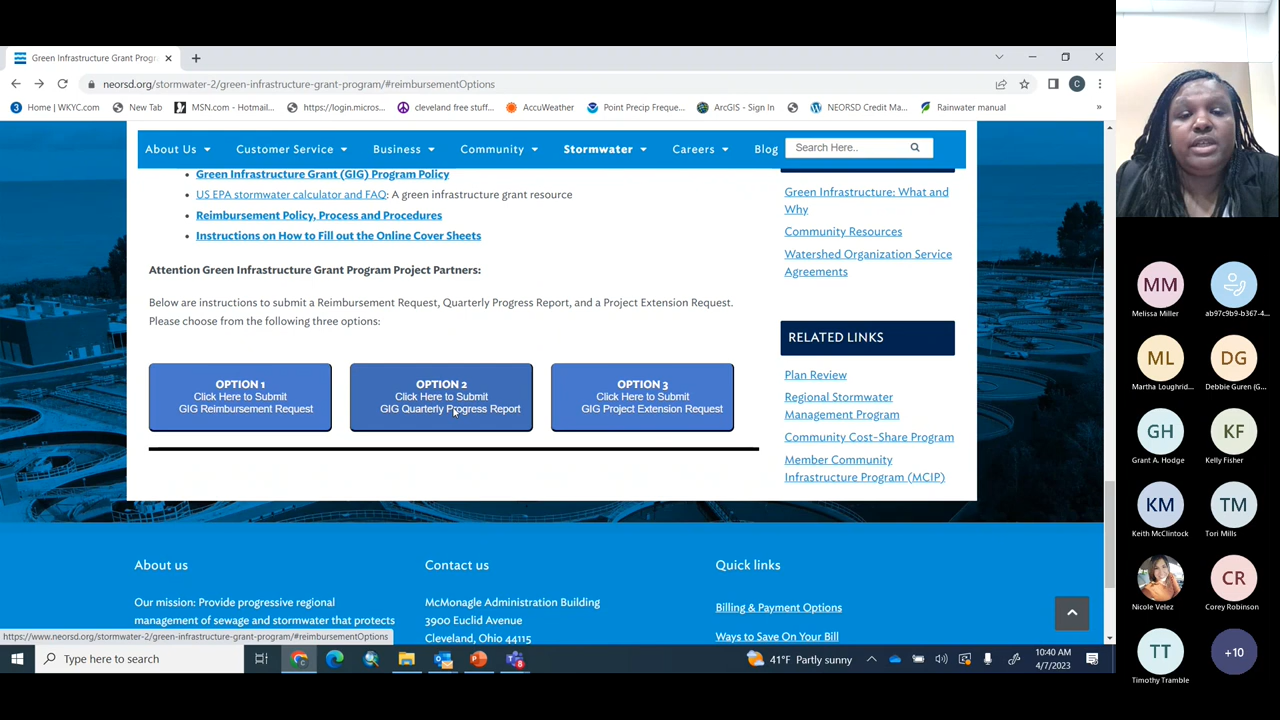 Green Infrastructure Grant Progr
neorsd.org/stormwater-2/green-infrastructure-grant-program/#reimbursementOptions
C
Home | WKYC.com
New Tab
MSN.com - Hotmail...
https://login.micros...
cleveland free stuf...
AccuWeather
Point Precip Freque...
ArcGIS - Sign In
NEORSD Credit Ma...
Rainwater manual
»
About Us
Customer Service
Business
Community
Stormwater
Careers
Blog
Search Here..
Green Infrastructure Grant (GIG) Program Policy
US EPA stormwater calculator and FAQ: A green infrastructure grant resource
Reimbursement Policy, Process and Procedures
Instructions on How to Fill out the Online Cover Sheets
Attention Green Infrastructure Grant Program Project Partners:
Below are instructions to submit a Reimbursement Request, Quarterly Progress Report, and a Project Extension Request.
Please choose from the following three options:
OPTION 1
Click Here to Submit
GIG Reimbursement Request
OPTION 2
Click Here to Submit
GIG Quarterly Progress Report
OPTION 3
Click Here to Submit
GIG Project Extension Request
Green Infrastructure: What and
Why
Community Resources
Watershed Organization Service
Agreements
RELATED LINKS
Plan Review
Regional Stormwater
Management Program
Community Cost-Share Program
Member Community
Infrastructure Program (MCIP)
About us
Our mission: Provide progressive regional
management of sewage and stormwater that protects
Contact us
McMonagle Administration Building
3900 Euclid Avenue
Cleveland, Ohio 44115
Quick links
Billing & Payment Options
Ways to Save On Your Bill
https://www.neorsd.org/stormwater-2/green-infrastructure-grant-program/#reimbursementOptions
Type here to search
41°F Partly sunny
10:40 AM
4/7/2023
MM
Melissa Miller
ab97c9b9-b367-4...
ML
Martha Loughrid...
DG
Debbie Guren (G...
GH
Grant A. Hodge
KF
Kelly Fisher
KM
Keith McClintock
TM
Tori Mills
Nicole Velez
CR
Corey Robinson
TT
Timothy Tramble
+10